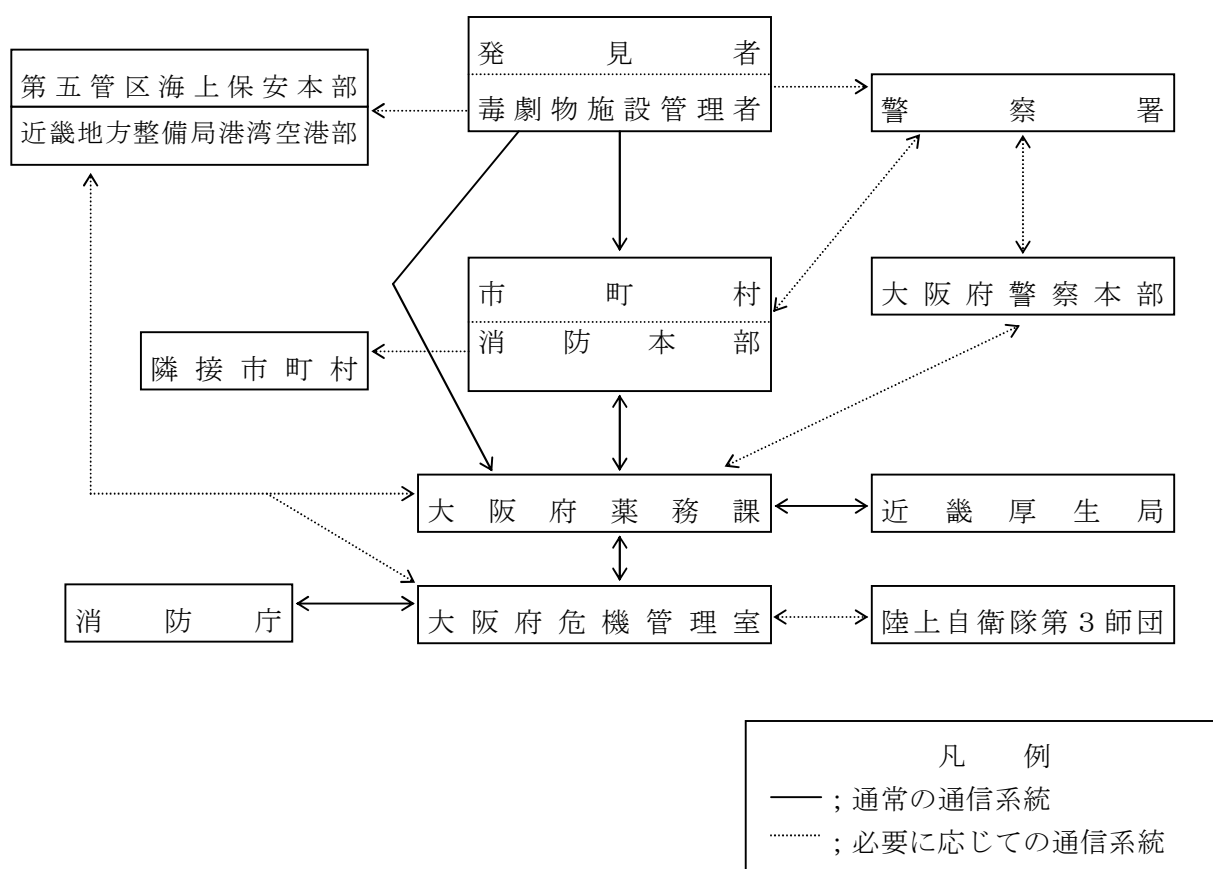 発見者
毒劇物施設管理者
第五管区海上保安本部
近畿地方整備局港湾空港部
警察署
市町村
消防本部
大阪府警察本部
隣接市町村
大阪府薬務課
近畿厚生局
消防庁
大阪府危機管理室
陸上自衛隊第3師団
凡例
――;通常の通信系統
………;必要に応じての通信系統